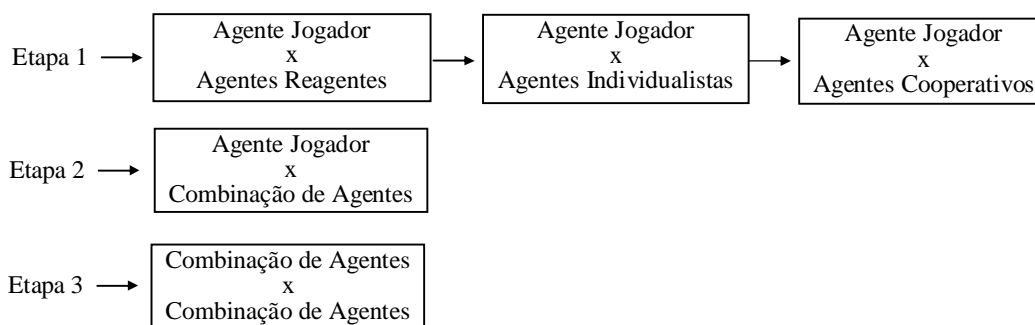 Etapa 1
Agente Jogador
x
Agentes Reagentes
Agente Jogador
x
Agentes Individualistas
Agente Jogador
x
Agentes Cooperativos
Etapa 2
Agente Jogador
x
Combinação de Agentes
Etapa 3
Combinação de Agentes
x
Combinação de Agentes